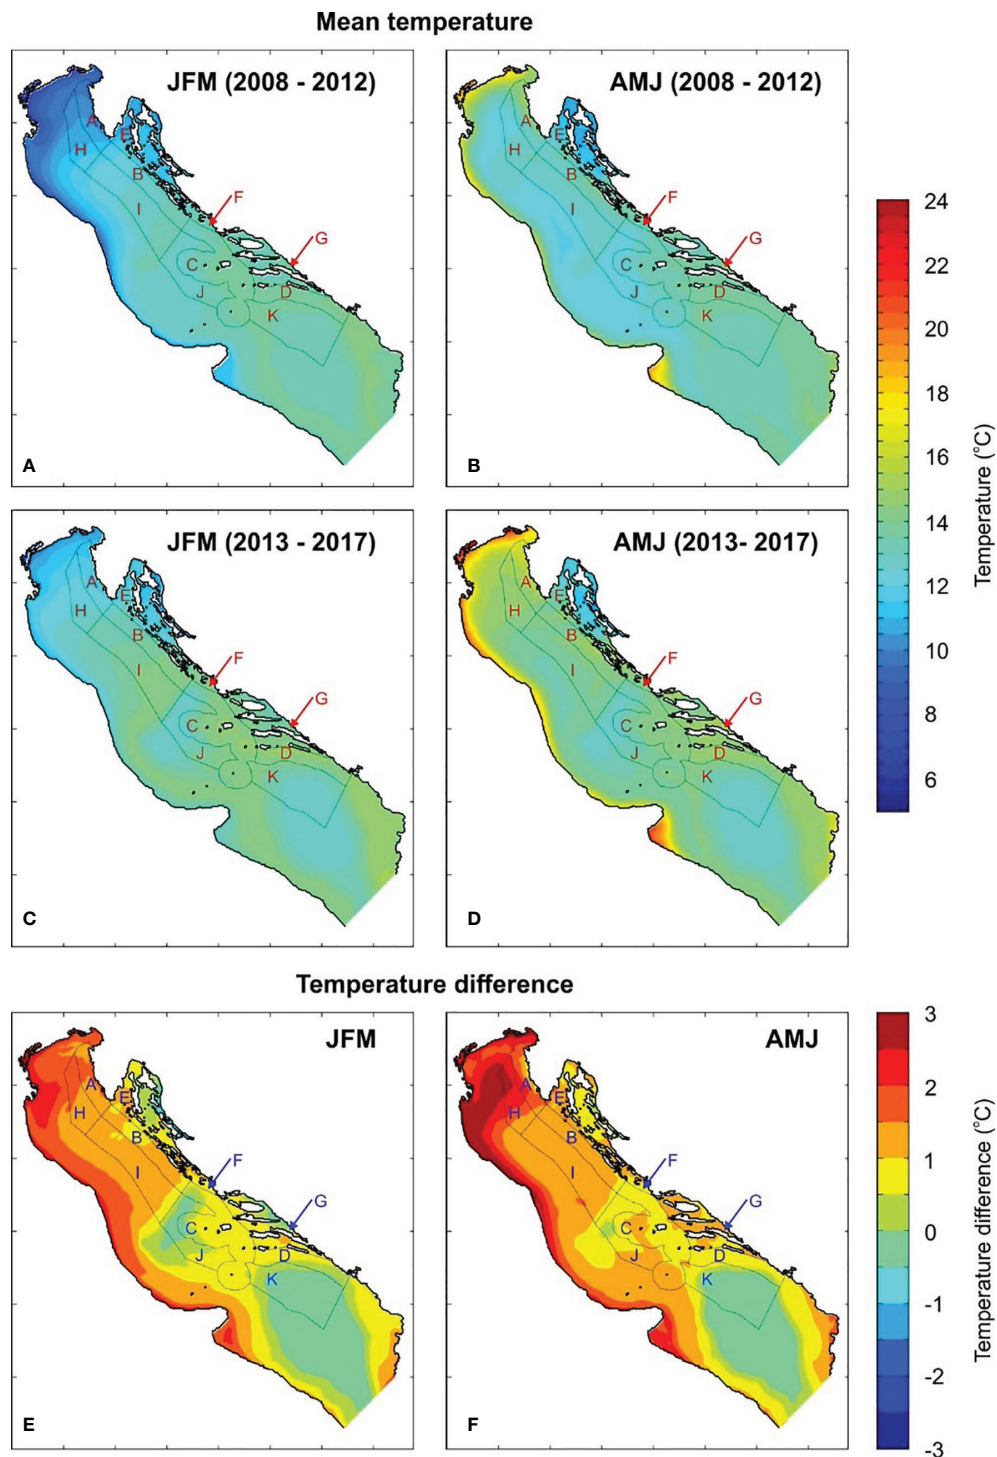 Mean temperature
JFM (2008 - 2012)
A
E
H
B
I
F
G
C
J
D
K
A
AMJ (2008 - 2012)
A
E
H
B
I
F
G
C
J
D
K
B
JFM (2013 - 2017)
A
E
H
B
I
F
G
C
J
D
K
C
AMJ (2013- 2017)
A
E
H
B
I
F
G
C
J
D
K
D
24
22
20
18
16
14
12
10
8
6
Temperature (°C)
Temperature difference
JFM
A
E
H
B
I
F
G
C
J
D
K
E
AMJ
A
E
H
B
I
F
G
C
J
D
K
F
3
2
1
0
-1
-2
-3
Temperature difference (°C)